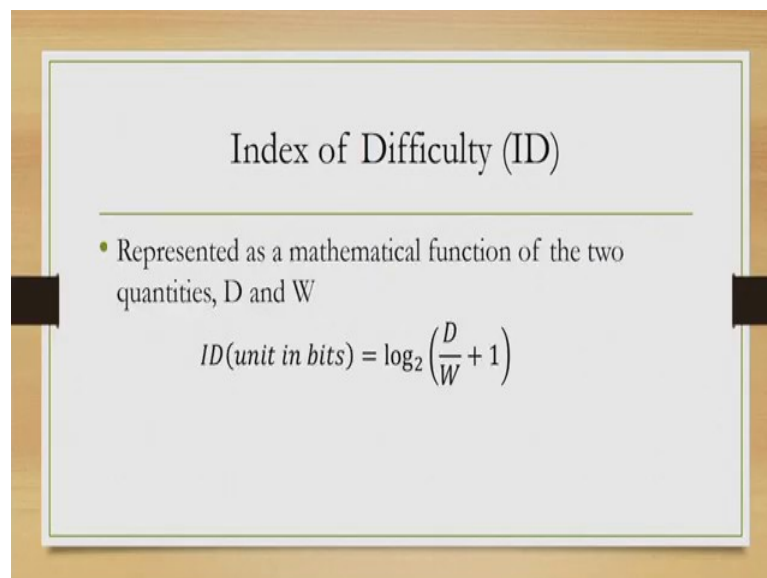 Index of Difficulty (ID)
• Represented as a mathematical function of the two
quantities, D and W
ID(unit in bits) = log₂(D/W + 1)